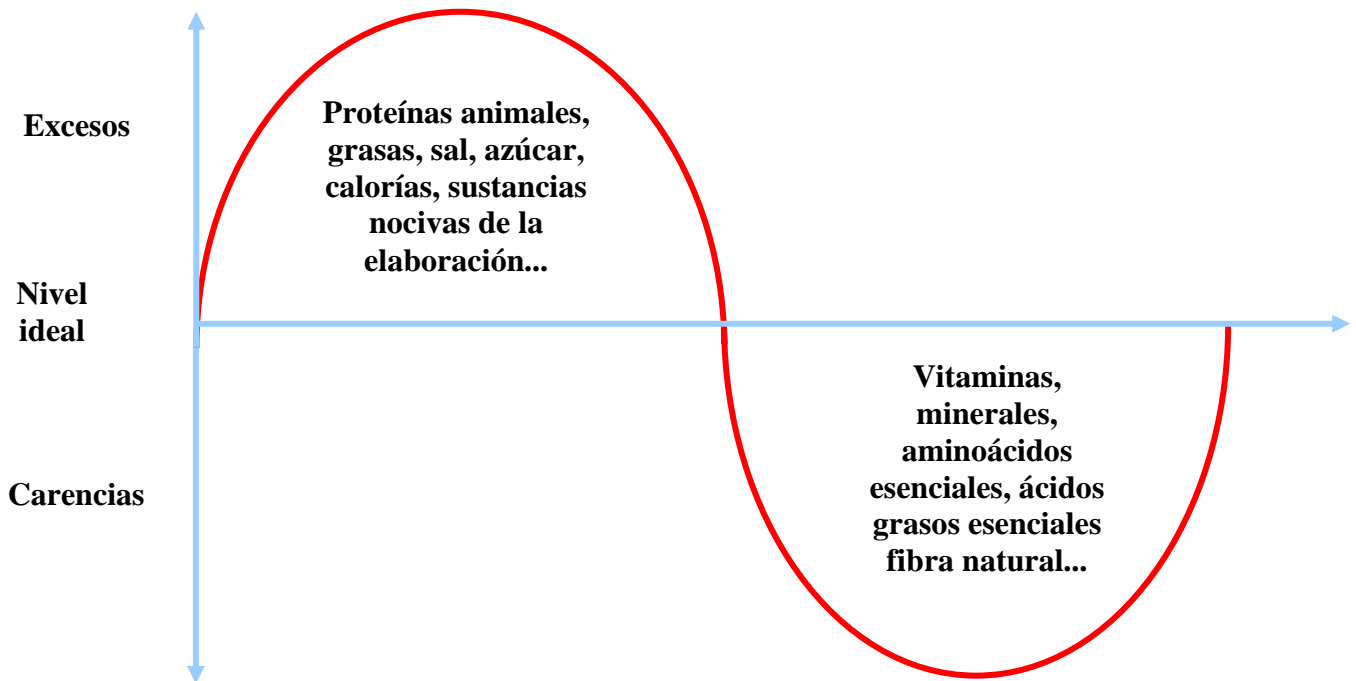 Excesos
Proteínas animales,
grasas, sal, azúcar,
calorías, sustancias
nocivas de la
elaboración...
Nivel
ideal
Carencias
Vitaminas,
minerales,
aminoácidos
esenciales, ácidos
grasos esenciales
fibra natural...